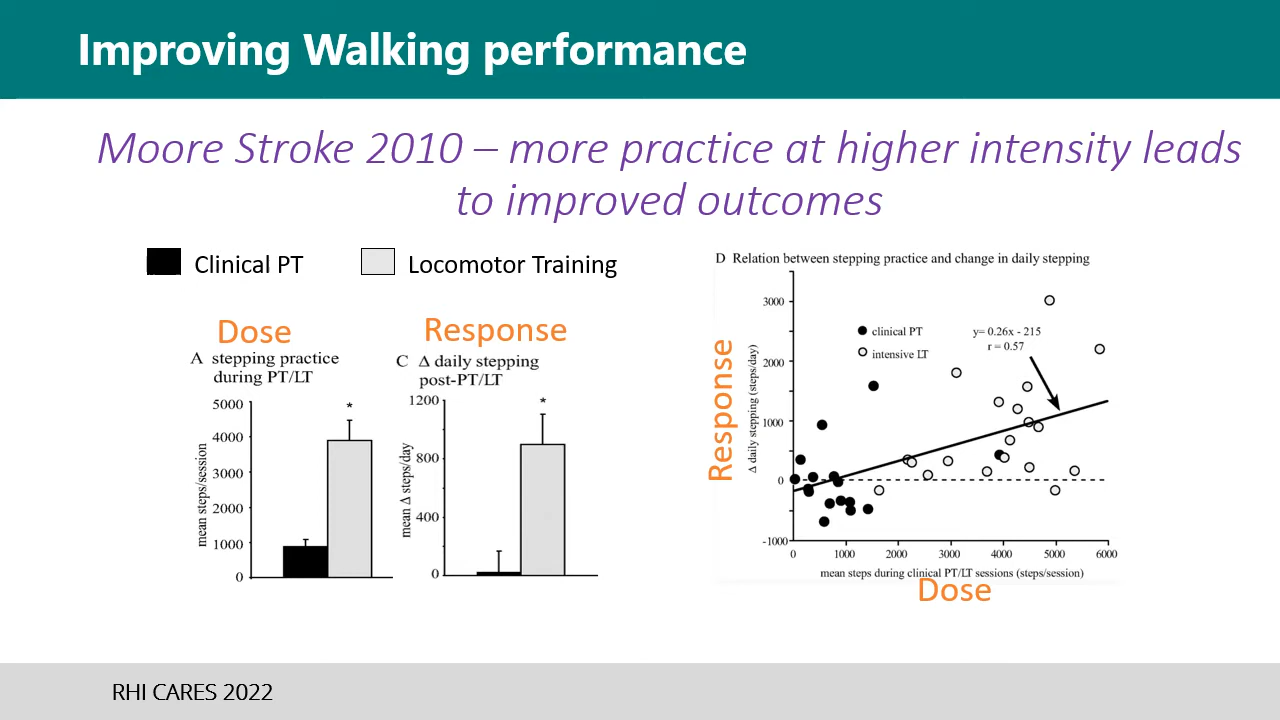 Improving Walking performance
Moore Stroke 2010 – more practice at higher intensity leads
to improved outcomes
Clinical PT
Locomotor Training
Dose
A stepping practice
during PT/LT
5000
4000
3000
2000
1000
0
mean steps/session
*
Response
C Δ daily stepping
post-PT/LT
1200
800
400
0
mean Δ steps/day
*
D Relation between stepping practice and change in daily stepping
Response
Δ daily stepping (steps/day)
3000
2000
1000
0
-1000
clinical PT
intensive LT
y= 0.26x - 215
r = 0.57
0 1000 2000 3000 4000 5000 6000
mean steps during clinical PT/LT sessions (steps/session)
Dose
RHI CARES 2022